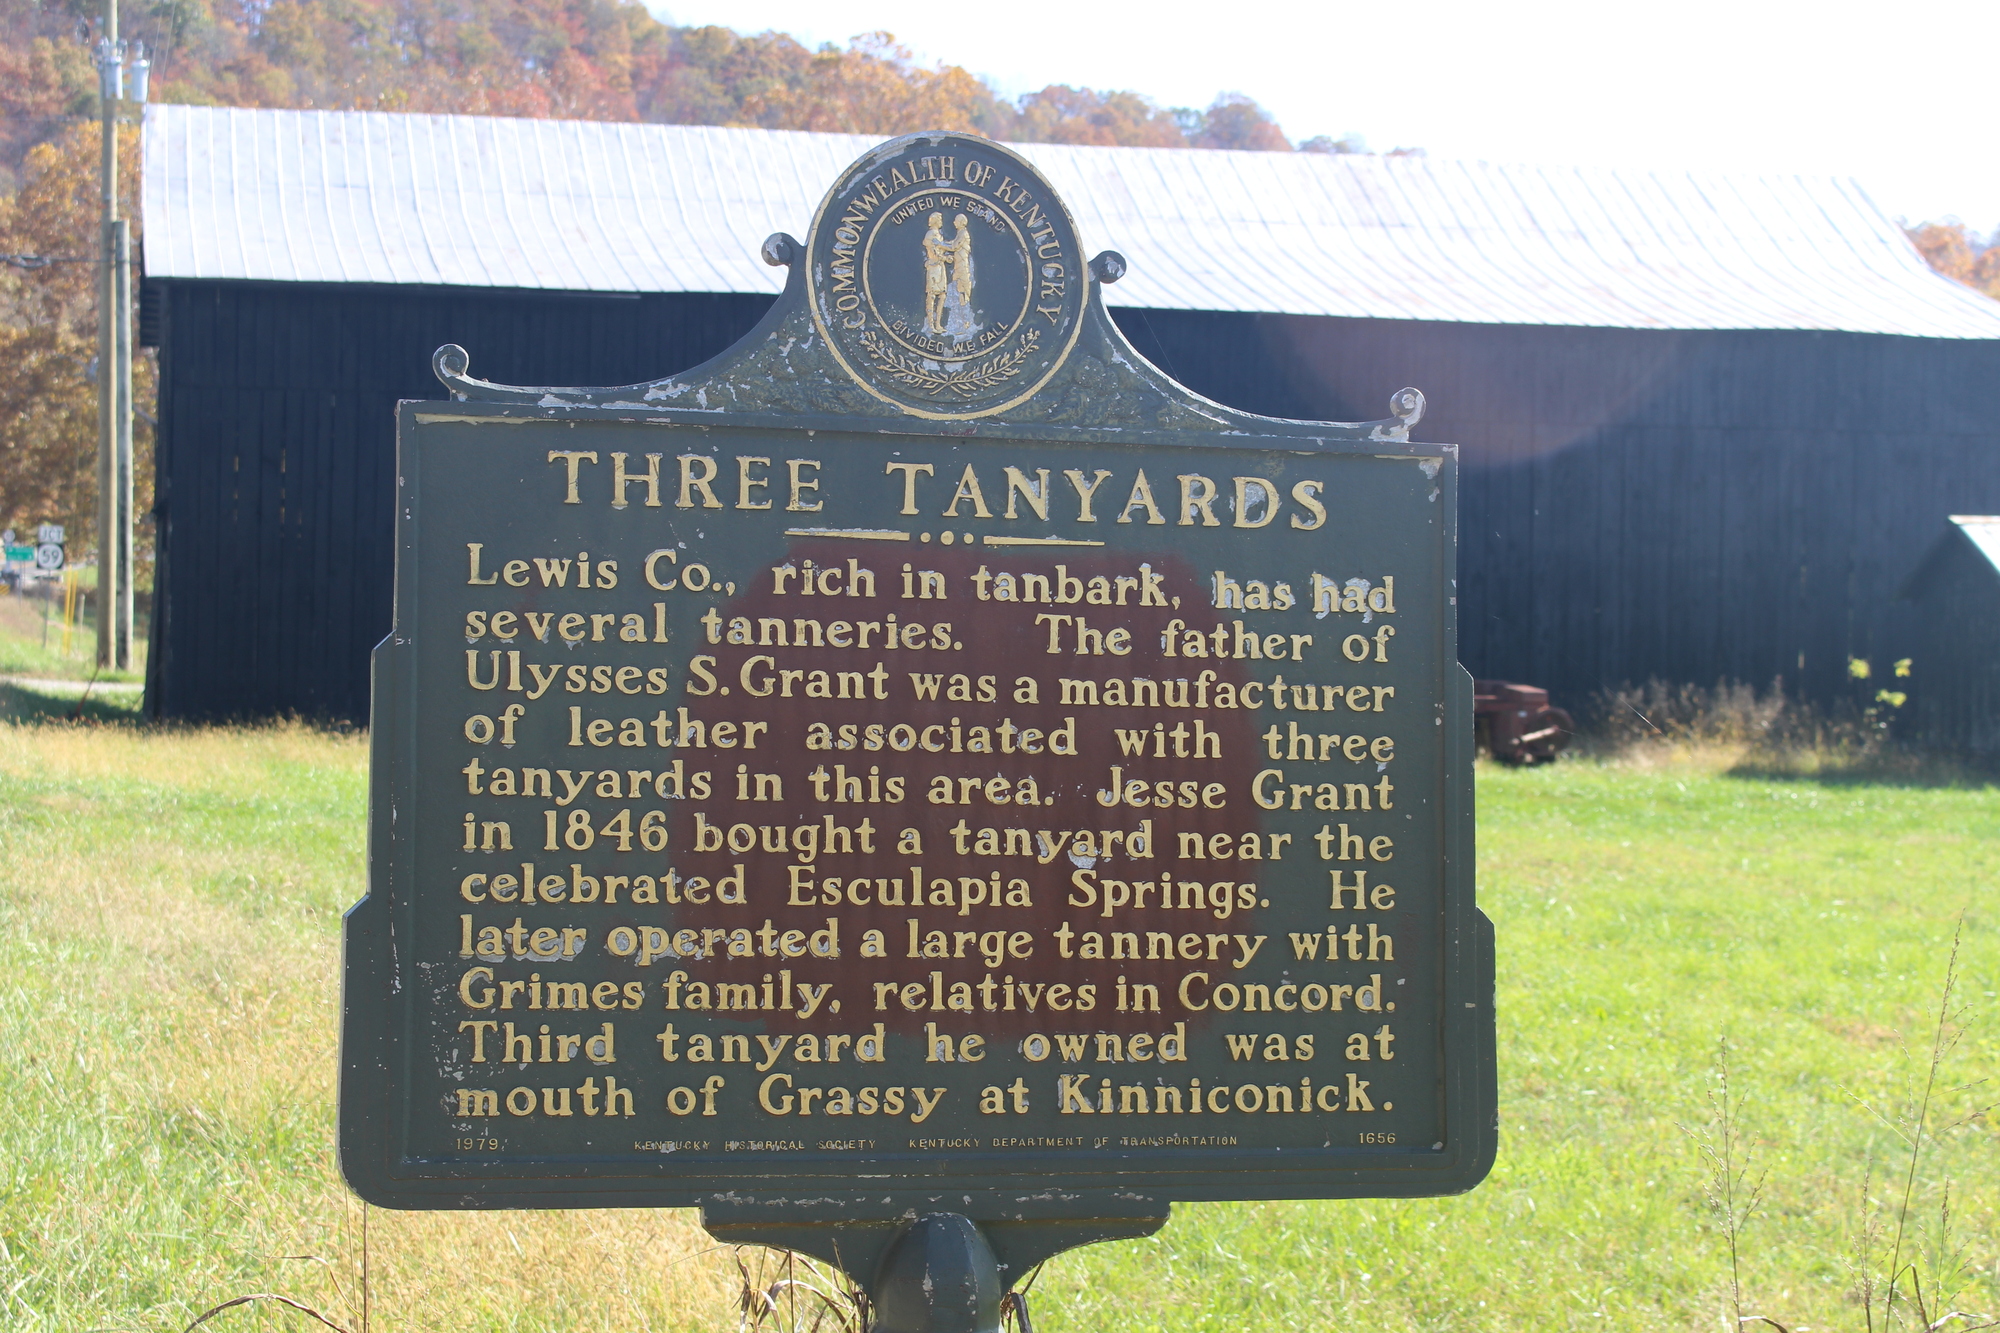 COMMONWEALTH OF KENTUCKY
UNITED WE STAND
DIVIDED WE FALL
THREE TANYARDS
Lewis Co., rich in tanbark, has had
several tanneries. The father of
Ulysses S. Grant was a manufacturer
of leather associated with three
tanyards in this area. Jesse Grant
in 1846 bought a tanyard near the
celebrated Esculapia Springs. He
later operated a large tannery with
Grimes family, relatives in Concord.
Third tanyard he owned was at
mouth of Grassy at Kinniconick.
1979 KENTUCKY HISTORICAL SOCIETY KENTUCKY DEPARTMENT OF TRANSPORTATION 1656
JCT
59